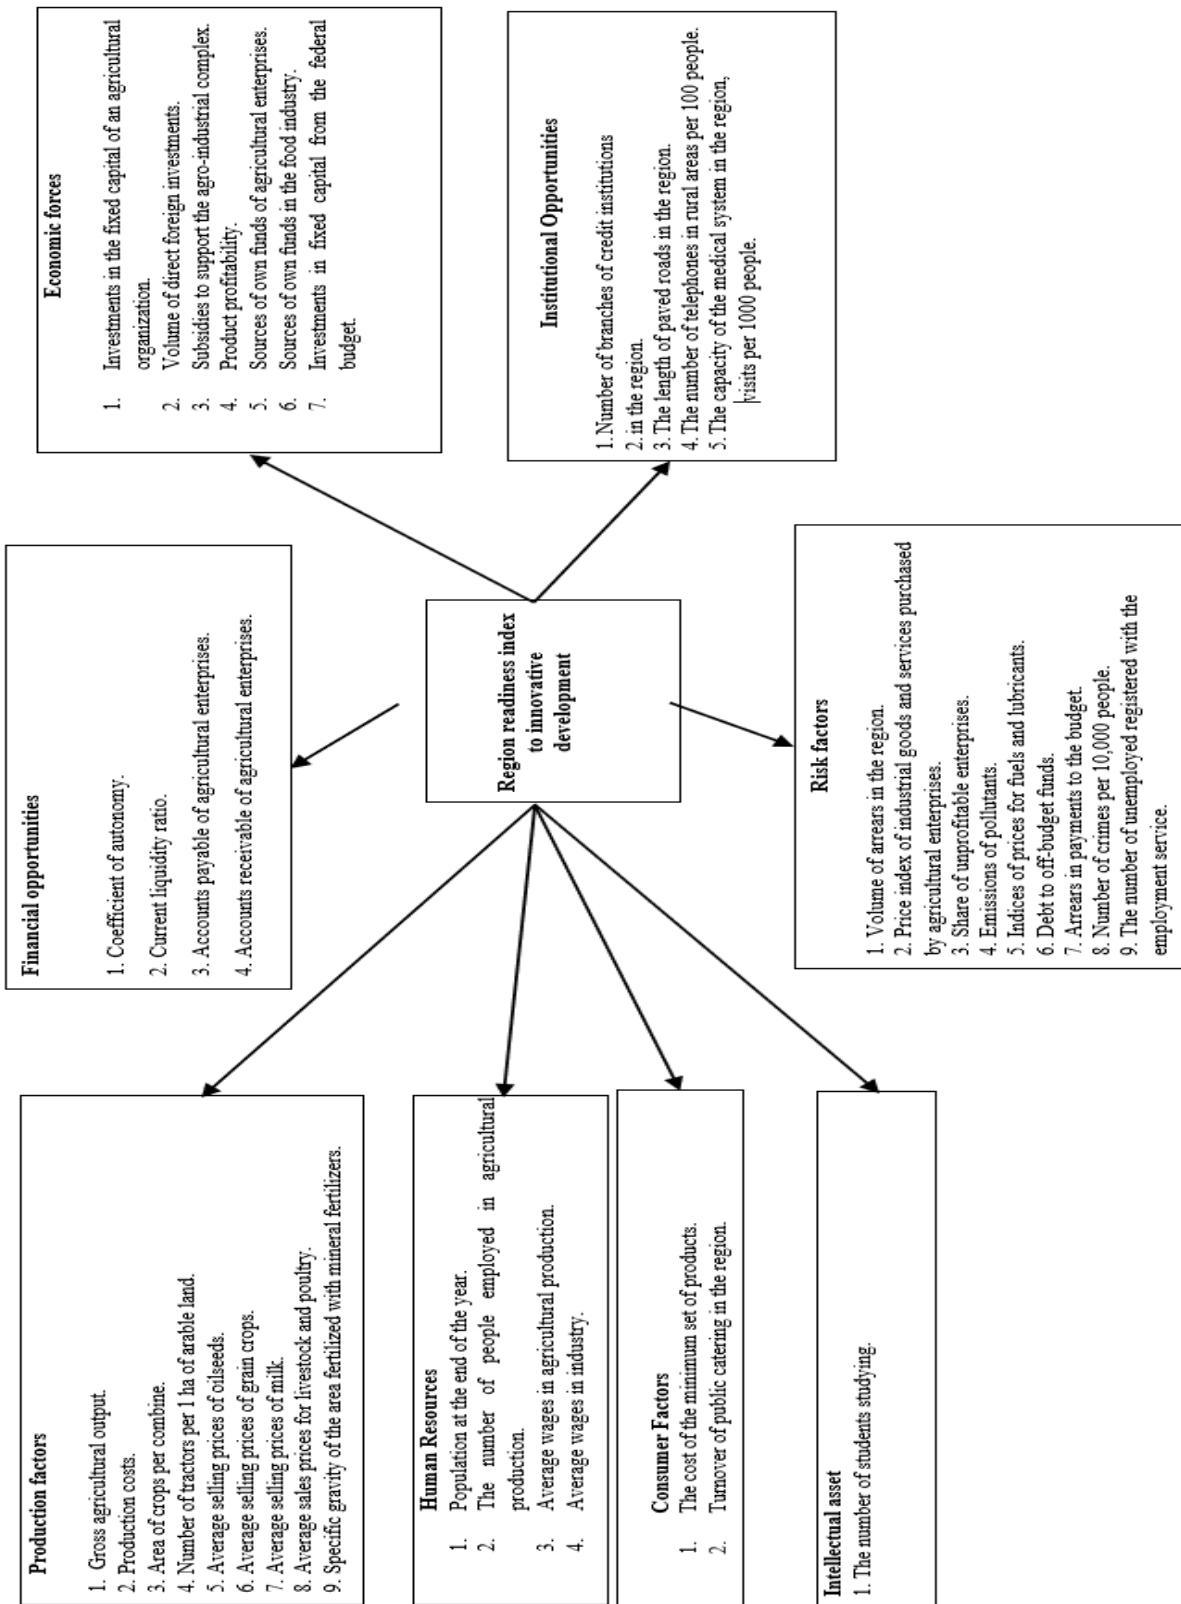 Production factors
1. Gross agricultural output.
2. Production costs.
3. Area of crops per combine.
4. Number of tractors per 1 ha of arable land.
5. Average selling prices of oilseeds.
6. Average selling prices of grain crops.
7. Average selling prices of milk.
8. Average sales prices for livestock and poultry.
9. Specific gravity of the area fertilized with mineral fertilizers.
Financial opportunities
1. Coefficient of autonomy.
2. Current liquidity ratio.
3. Accounts payable of agricultural enterprises.
4. Accounts receivable of agricultural enterprises.
Economic forces
1. Investments in the fixed capital of an agricultural
organization.
2. Volume of direct foreign investments.
3. Subsidies to support the agro-industrial complex.
4. Product profitability.
5. Sources of own funds of agricultural enterprises.
6. Sources of own funds in the food industry.
7. Investments in fixed capital from the federal
budget.
Human Resources
1. Population at the end of the year.
2. The number of people employed in agricultural
production.
3. Average wages in agricultural production.
4. Average wages in industry.
Region readiness index
to innovative
development
Institutional Opportunities
1.Number of branches of credit institutions
2. in the region.
3. The length of paved roads in the region.
4. The number of telephones in rural areas per 100 people.
5. The capacity of the medical system in the region,
visits per 1000 people.
Consumer Factors
1. The cost of the minimum set of products.
2. Turnover of public catering in the region.
Intellectual asset
1. The number of students studying.
Risk factors
1. Volume of arrears in the region.
2. Price index of industrial goods and services purchased
by agricultural enterprises.
3. Share of unprofitable enterprises.
4. Emissions of pollutants.
5. Indices of prices for fuels and lubricants.
6. Debt to off-budget funds.
7. Arrears in payments to the budget.
8. Number of crimes per 10,000 people.
9. The number of unemployed registered with the
employment service.